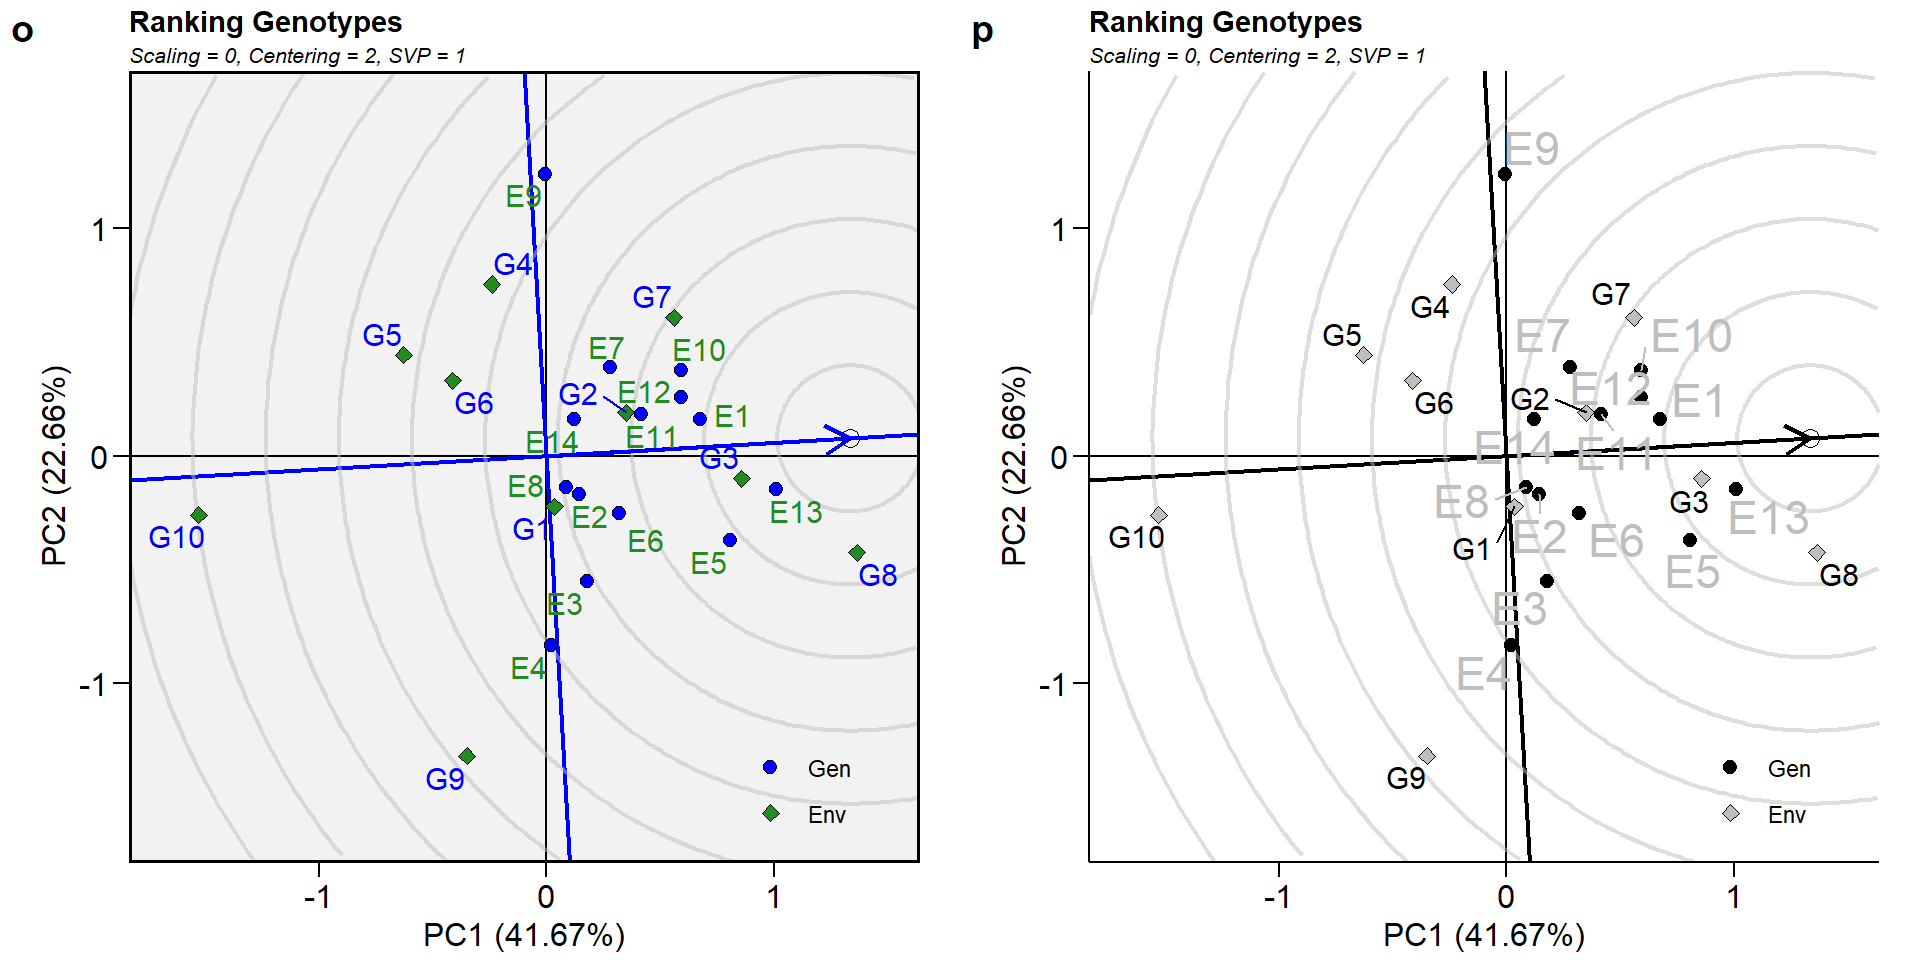 o
Ranking Genotypes
Scaling = 0, Centering = 2, SVP = 1
E9
G4
G7
G5
E7
E10
G2
E12
G6
E1
E14
E11
G3
E8
G1
E2
E13
G10
E6
E5
G8
E3
E4
G9
Gen
Env
1
0
-1
PC2 (22.66%)
-1
0
1
PC1 (41.67%)
p
Ranking Genotypes
Scaling = 0, Centering = 2, SVP = 1
E9
G7
G4
G5
E7
E10
E12
G2
G6
E1
E14
E11
E8
G3
E13
G10
G1
E2
E6
E5
G8
E3
E4
G9
Gen
Env
1
0
-1
PC2 (22.66%)
-1
0
1
PC1 (41.67%)